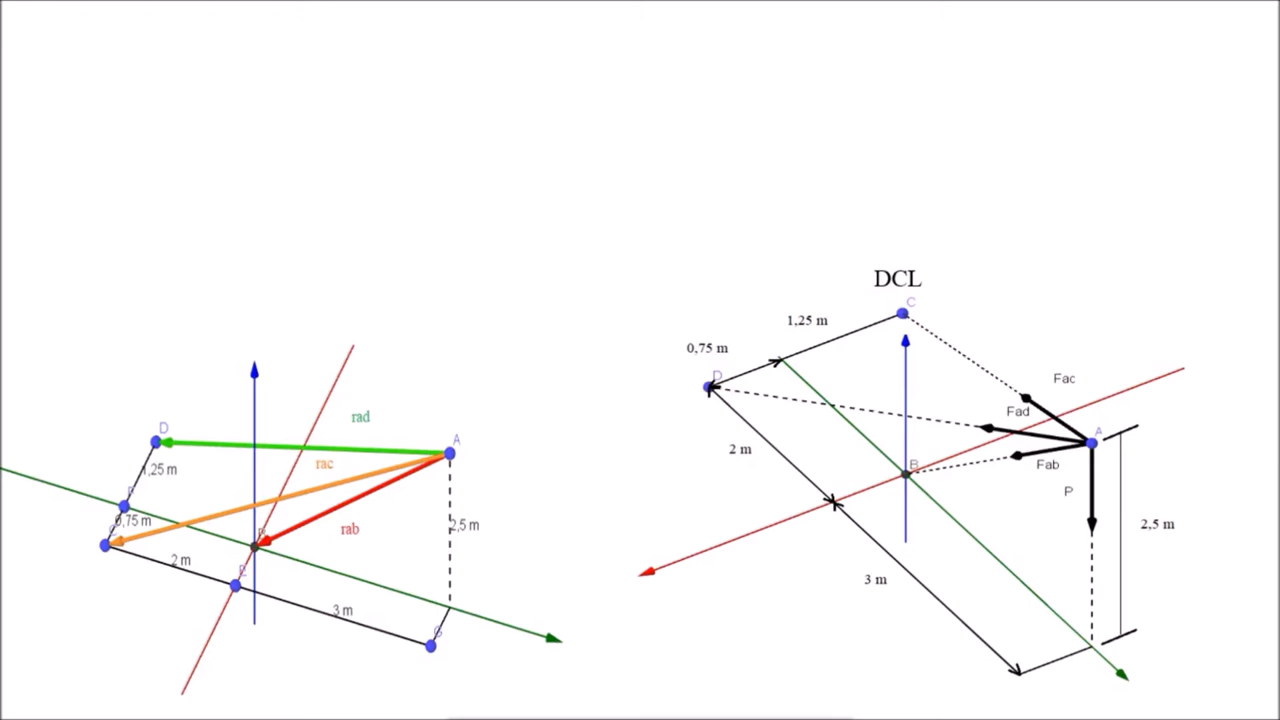 DCL
C
1,25 m
0,75 m
D
Fac
Fad
A
Fab
B
P
2 m
2,5 m
3 m
rad
D
A
rac
1,25 m
F
0,75 m
rab
2,5 m
C
2 m
E
3 m
G